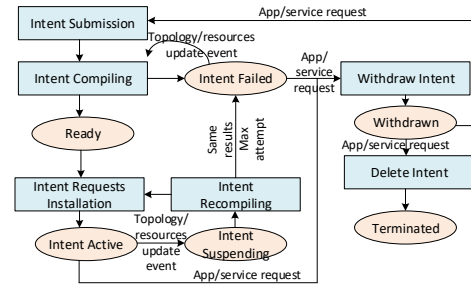 App/service request
Intent Submission
Topology/resources
update event
App/
service
request
Intent Compiling
Intent Failed
Withdraw Intent
Ready
Same
results
Max
attempt
Withdrawn
App/service request
Delete Intent
Intent Requests
Installation
Intent
Recompiling
Topology/
resources
update
event
Intent Active
Intent
Suspending
Terminated
App/service request